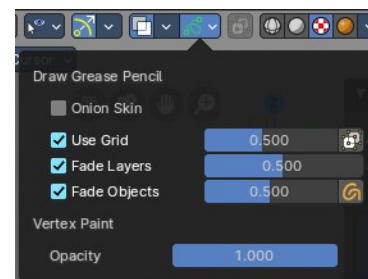 Cursor
Draw Grease Pencil
Onion Skin
Use Grid 0.500
Fade Layers 0.500
Fade Objects 0.500
Vertex Paint
Opacity 1.000